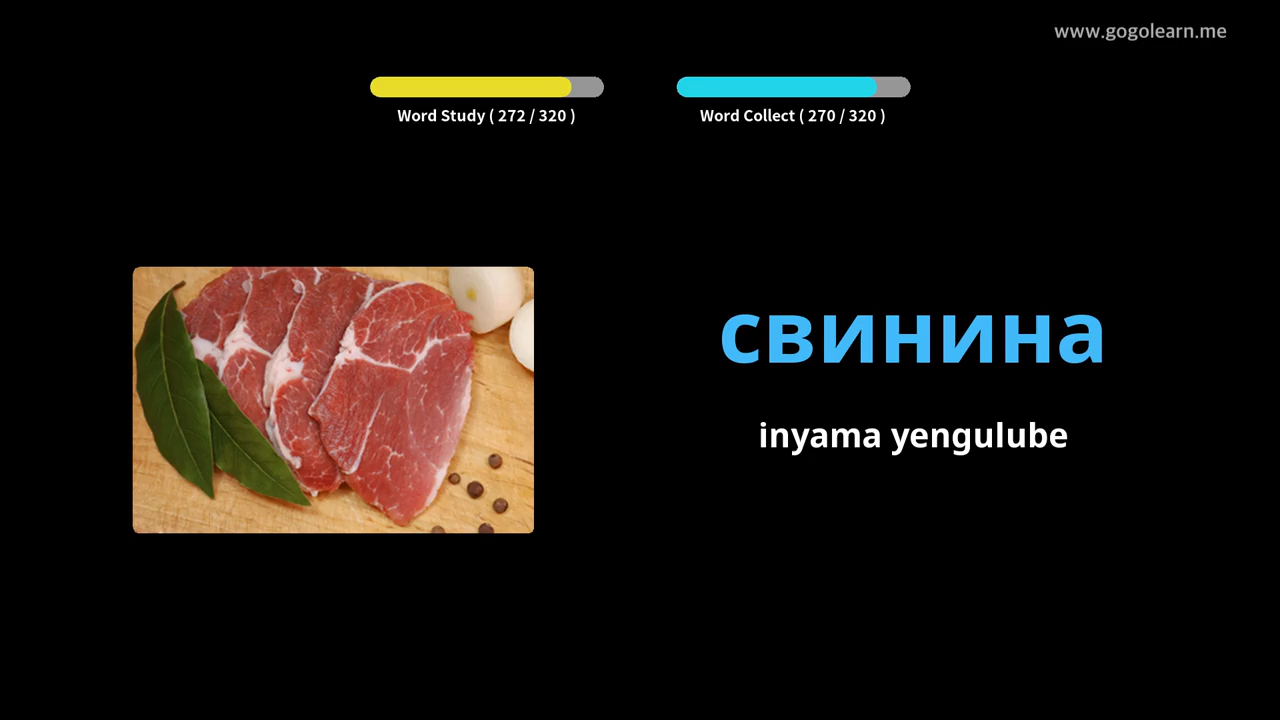 www.gogolearn.me
Word Study ( 272 / 320 )
Word Collect ( 270 / 320 )
свинина
inyama yengulube